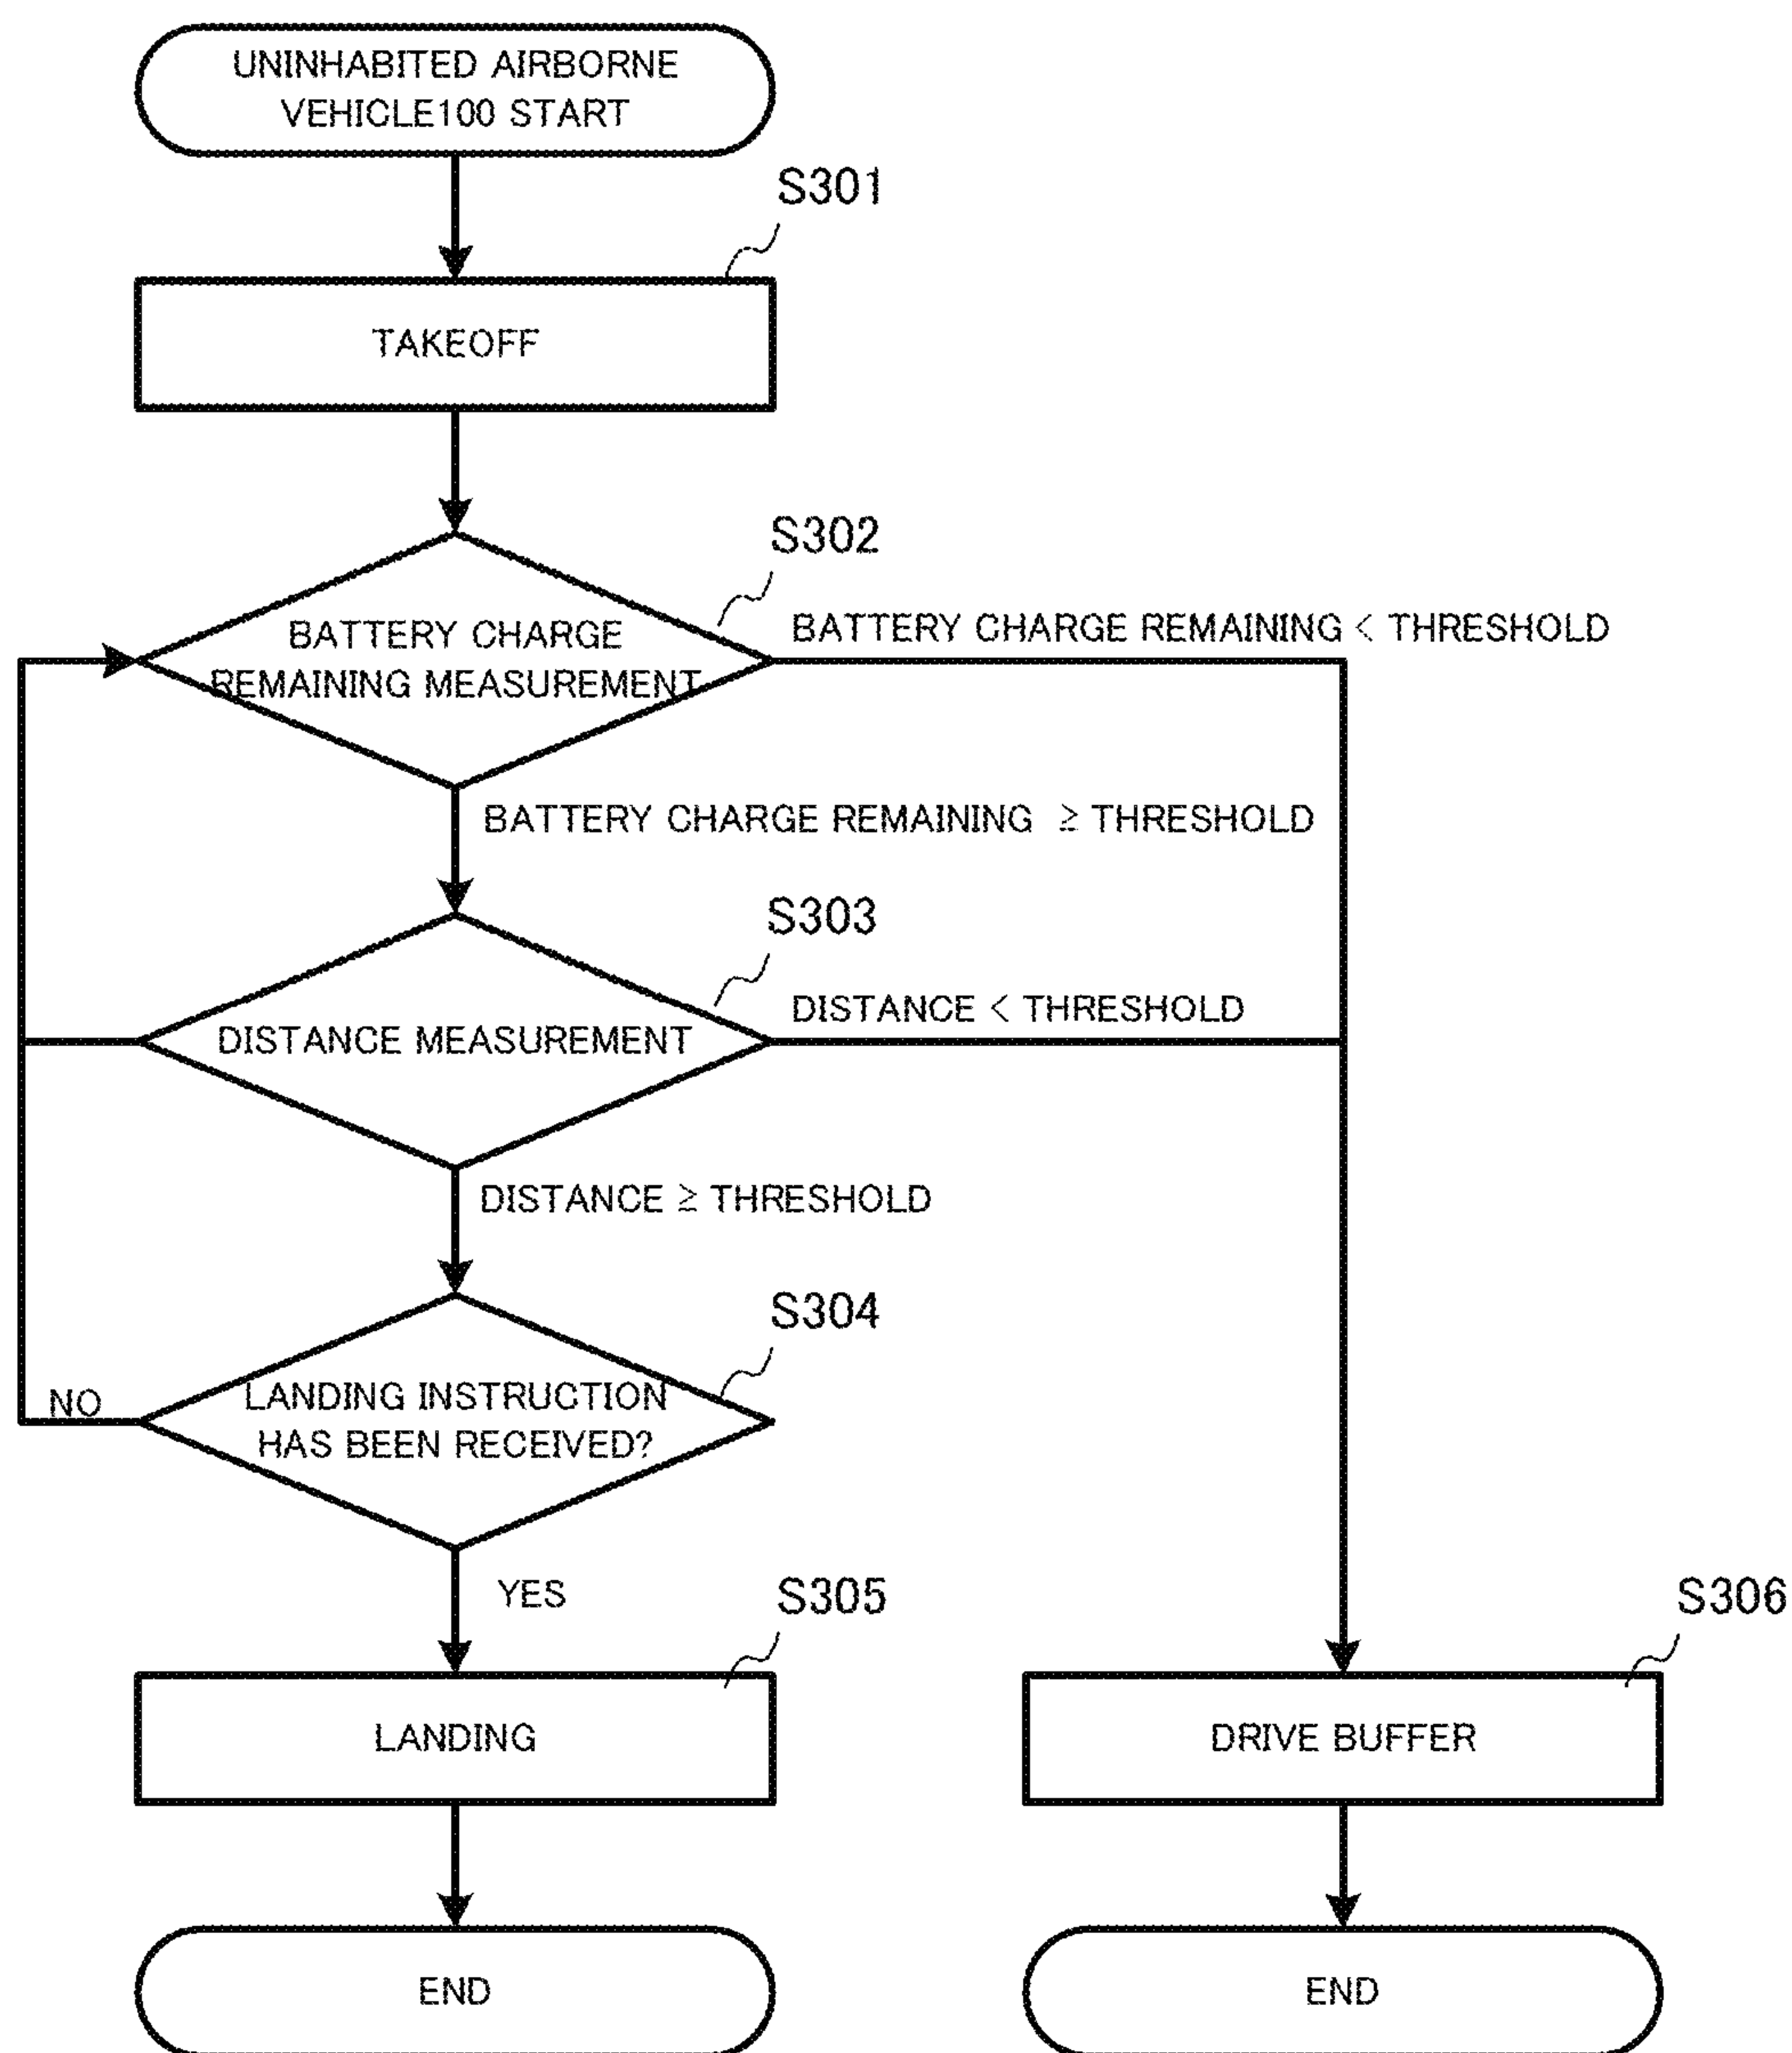 UNINHABITED AIRBORNE
VEHICLE100 START
S301
TAKEOFF
S302
BATTERY CHARGE
REMAINING MEASUREMENT
BATTERY CHARGE REMAINING < THRESHOLD
BATTERY CHARGE REMAINING ≥ THRESHOLD
S303
DISTANCE MEASUREMENT
DISTANCE < THRESHOLD
DISTANCE ≥ THRESHOLD
S304
LANDING INSTRUCTION
HAS BEEN RECEIVED?
NO
YES
S305
LANDING
S306
DRIVE BUFFER
END
END